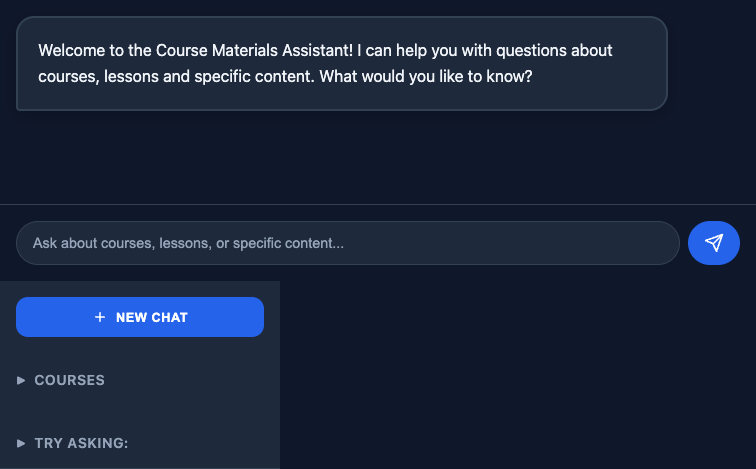 Welcome to the Course Materials Assistant! I can help you with questions about
courses, lessons and specific content. What would you like to know?
Ask about courses, lessons, or specific content...
+ NEW CHAT
▶ COURSES
▶ TRY ASKING: